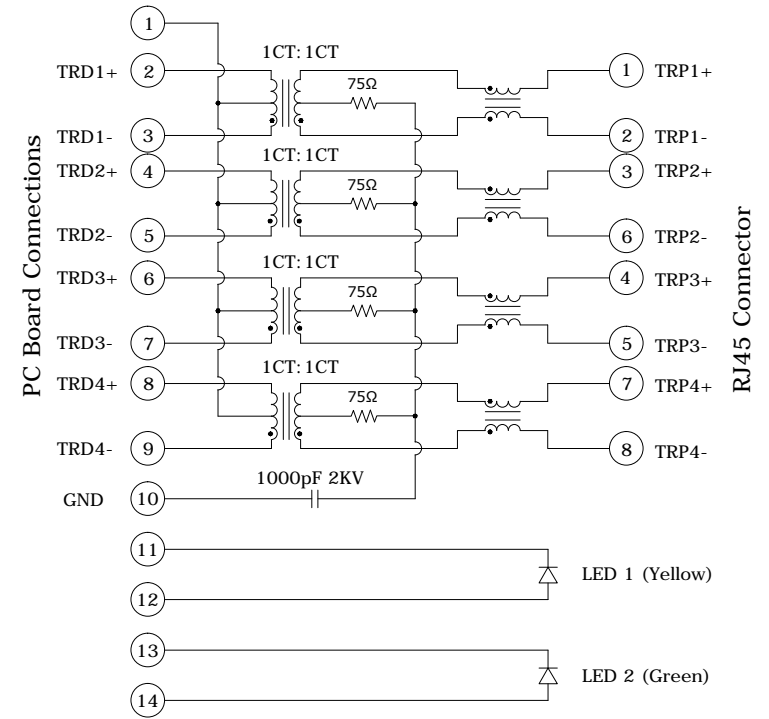 1
1CT:1CT
TRD1+ 2 75Ω 1 TRP1+
TRD1- 3 2 TRP1-
1CT:1CT
TRD2+ 4 75Ω 3 TRP2+
TRD2- 5 6 TRP2-
1CT:1CT
TRD3+ 6 75Ω 4 TRP3+
TRD3- 7 5 TRP3-
1CT:1CT
TRD4+ 8 75Ω 7 TRP4+
TRD4- 9 8 TRP4-
1000pF 2KV
GND 10
11
LED 1 (Yellow)
12
13
LED 2 (Green)
14
PC Board Connections
RJ45 Connector